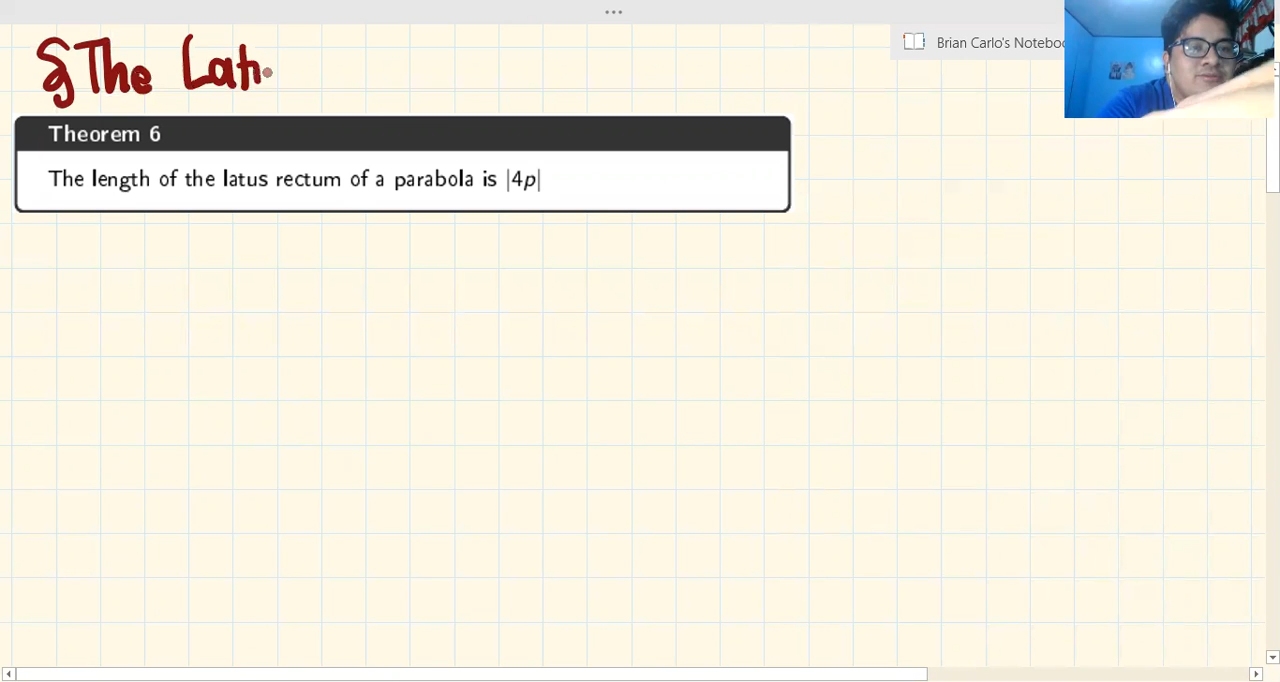 Brian Carlo's Noteboo
§ The Lat
Theorem 6
The length of the latus rectum of a parabola is |4p|